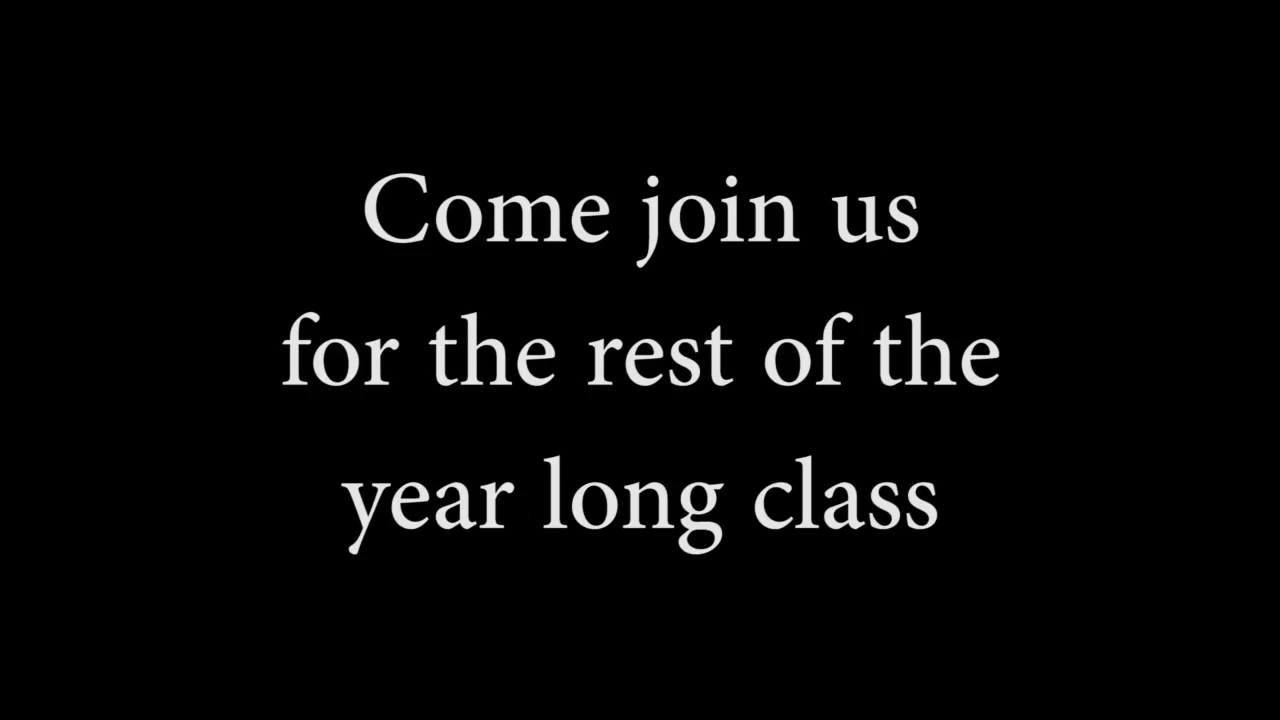 Come join us
for the rest of the
year long class